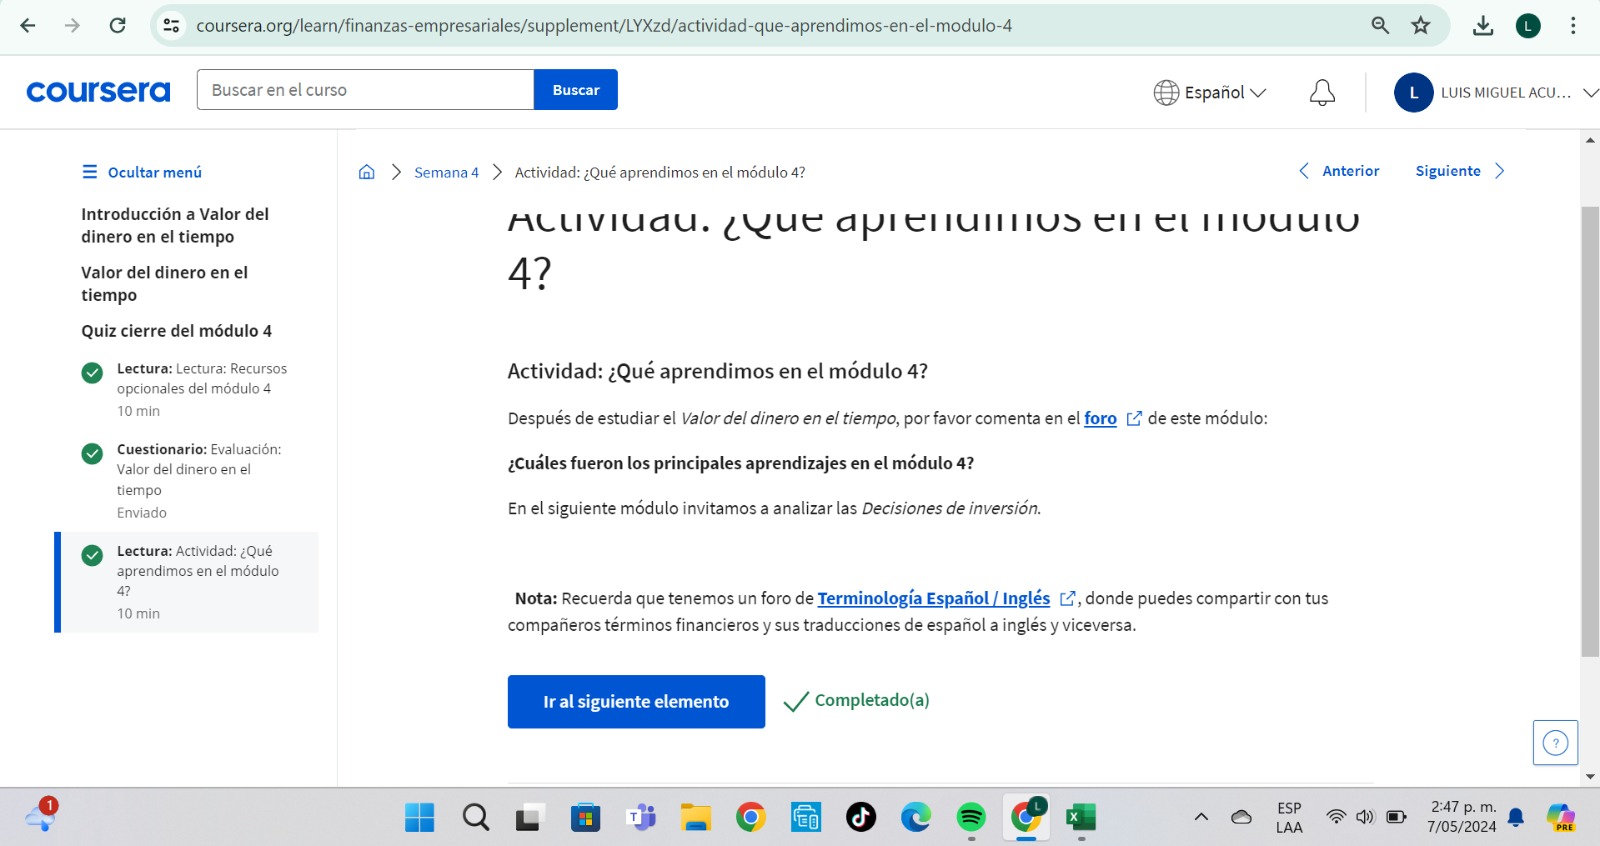 coursera.org/learn/finanzas-empresariales/supplement/LYXzd/actividad-que-aprendimos-en-el-modulo-4
L
coursera
Buscar en el curso
Buscar
Español
L
LUIS MIGUEL ACU...
Ocultar menú
Introducción a Valor del
dinero en el tiempo
Valor del dinero en el
tiempo
Quiz cierre del módulo 4
Lectura: Lectura: Recursos
opcionales del módulo 4
10 min
Cuestionario: Evaluación:
Valor del dinero en el
tiempo
Enviado
Lectura: Actividad: ¿Qué
aprendimos en el módulo
4?
10 min
Semana 4
Actividad: ¿Qué aprendimos en el módulo 4?
Anterior
Siguiente
Actividad: ¿Qué aprendimos en el módulo
4?
Actividad: ¿Qué aprendimos en el módulo 4?
Después de estudiar el Valor del dinero en el tiempo, por favor comenta en el foro de este módulo:
¿Cuáles fueron los principales aprendizajes en el módulo 4?
En el siguiente módulo invitamos a analizar las Decisiones de inversión.
Nota: Recuerda que tenemos un foro de Terminología Español / Inglés , donde puedes compartir con tus
compañeros términos financieros y sus traducciones de español a inglés y viceversa.
Ir al siguiente elemento
Completado(a)
?
1
T
L
X
ESP
LAA
2:47 p. m.
7/05/2024
PRE